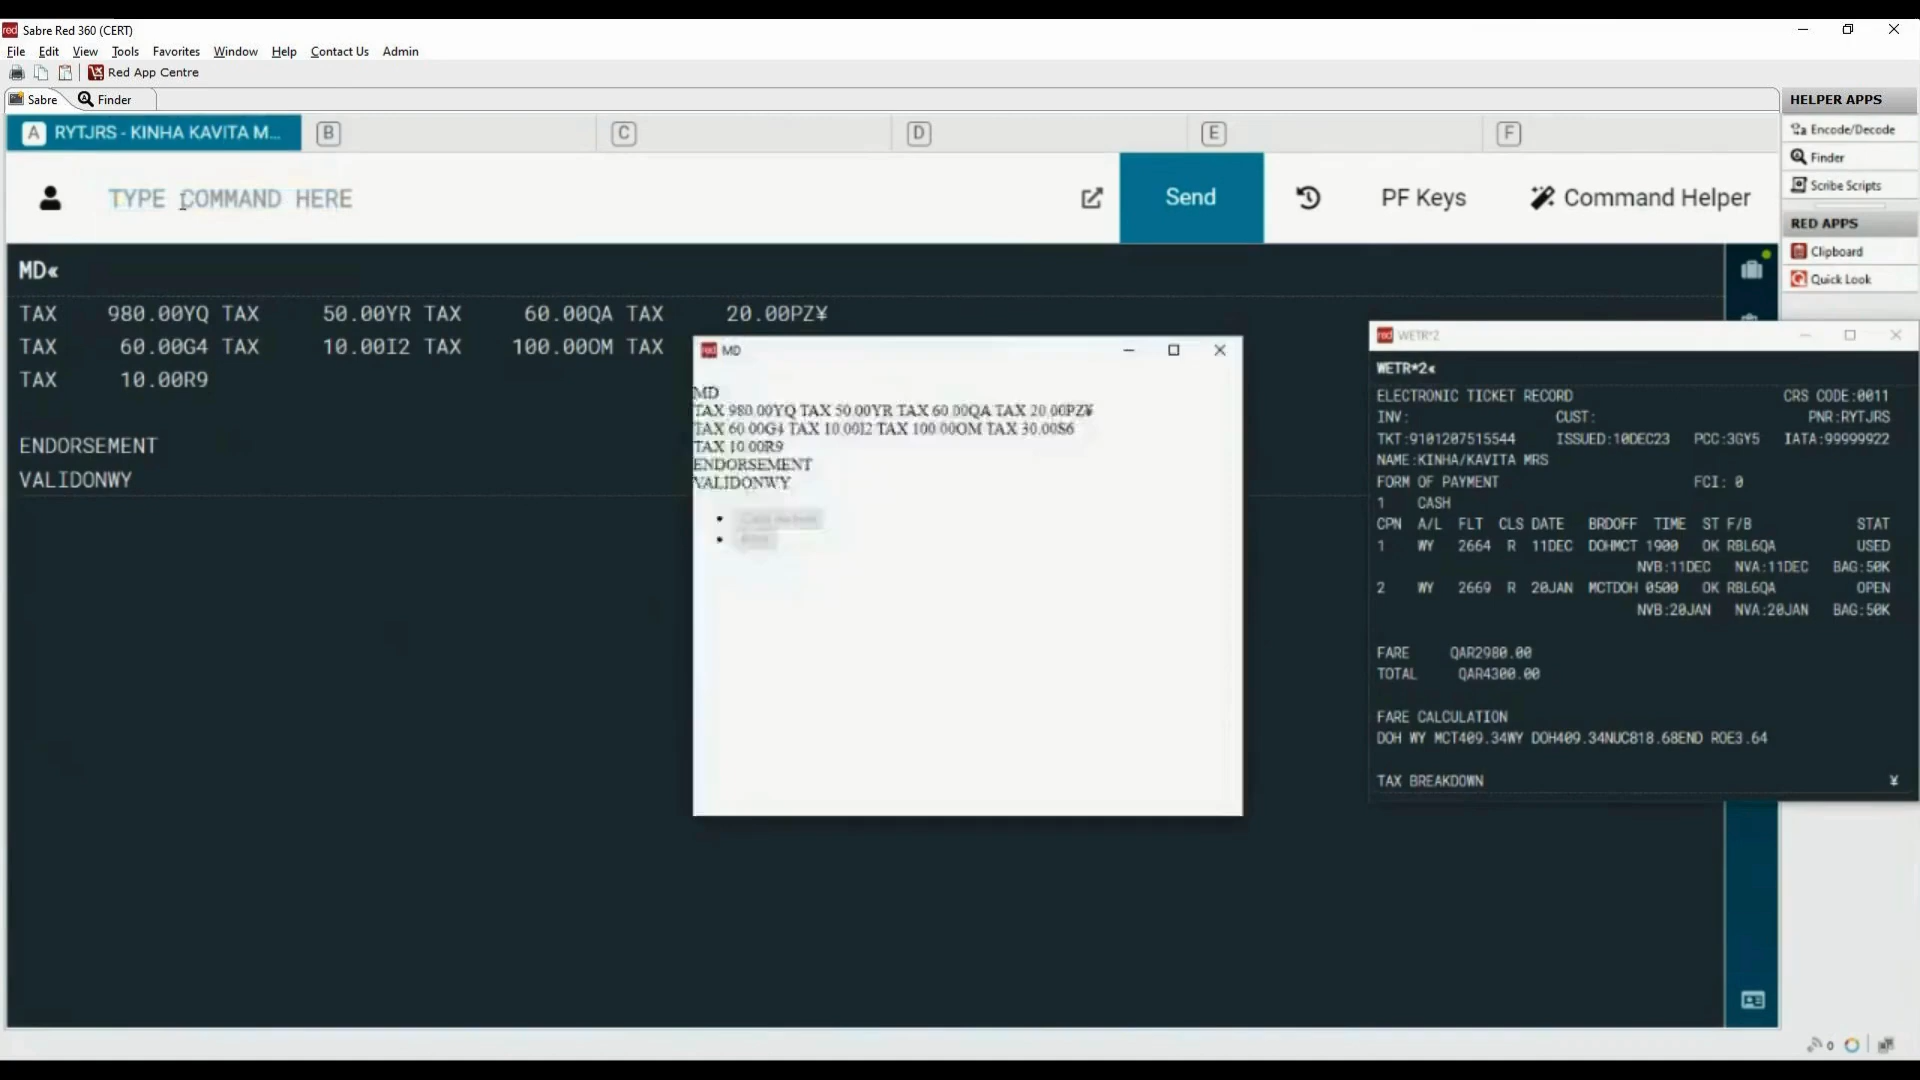 red Sabre Red 360 (CERT)
File Edit View Tools Favorites Window Help Contact Us Admin
Red App Centre
Sabre Finder
A RYTJRS - KINHA KAVITA M... B C D E F
TYPE COMMAND HERE Send PF Keys Command Helper
MD«
TAX 980.00YQ TAX 50.00YR TAX 60.00QA TAX 20.00PZ¥
TAX 60.00G4 TAX 10.00I2 TAX 100.00OM TAX
TAX 10.00R9
ENDORSEMENT
VALIDONWY
red MD
MD
TAX 980.00YQ TAX 50.00YR TAX 60.00QA TAX 20.00PZ¥
TAX 60.00G4 TAX 10.00I2 TAX 100.00OM TAX 30.00S6
TAX 10.00R9
ENDORSEMENT
VALIDONWY
HELPER APPS
Encode/Decode
Finder
Scribe Scripts
RED APPS
Clipboard
Quick Look
red WETR*2
WETR*2«
ELECTRONIC TICKET RECORD CRS CODE:0011
INV: CUST: PNR:RYTJRS
TKT:9101207515544 ISSUED:10DEC23 PCC:3GY5 IATA:99999922
NAME:KINHA/KAVITA MRS
FORM OF PAYMENT FCI: 0
1 CASH
CPN A/L FLT CLS DATE BRDOFF TIME ST F/B STAT
1 WY 2664 R 11DEC DOHMCT 1900 OK RBL6QA USED
NVB:11DEC NVA:11DEC BAG:50K
2 WY 2669 R 20JAN MCTDOH 0500 OK RBL6QA OPEN
NVB:20JAN NVA:20JAN BAG:50K
FARE QAR2980.00
TOTAL QAR4300.00
FARE CALCULATION
DOH WY MCT409.34WY DOH409.34NUC818.68END ROE3.64
TAX BREAKDOWN ¥
0